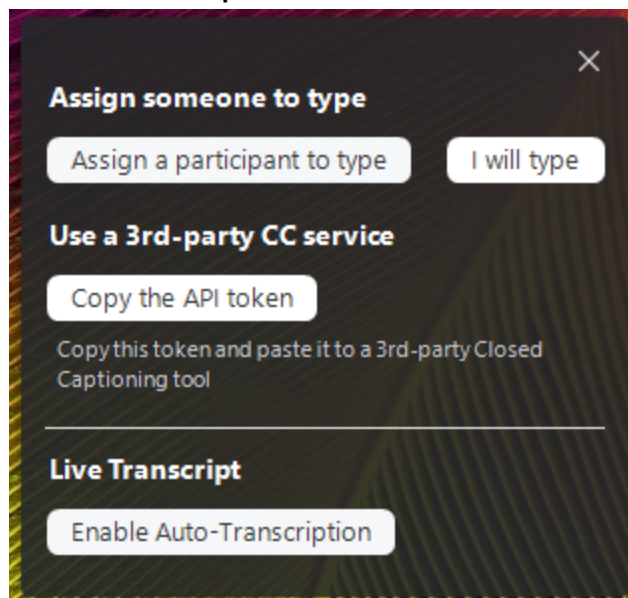 Assign someone to type
Assign a participant to type
I will type
Use a 3rd-party CC service
Copy the API token
Copy this token and paste it to a 3rd-party Closed
Captioning tool
Live Transcript
Enable Auto-Transcription